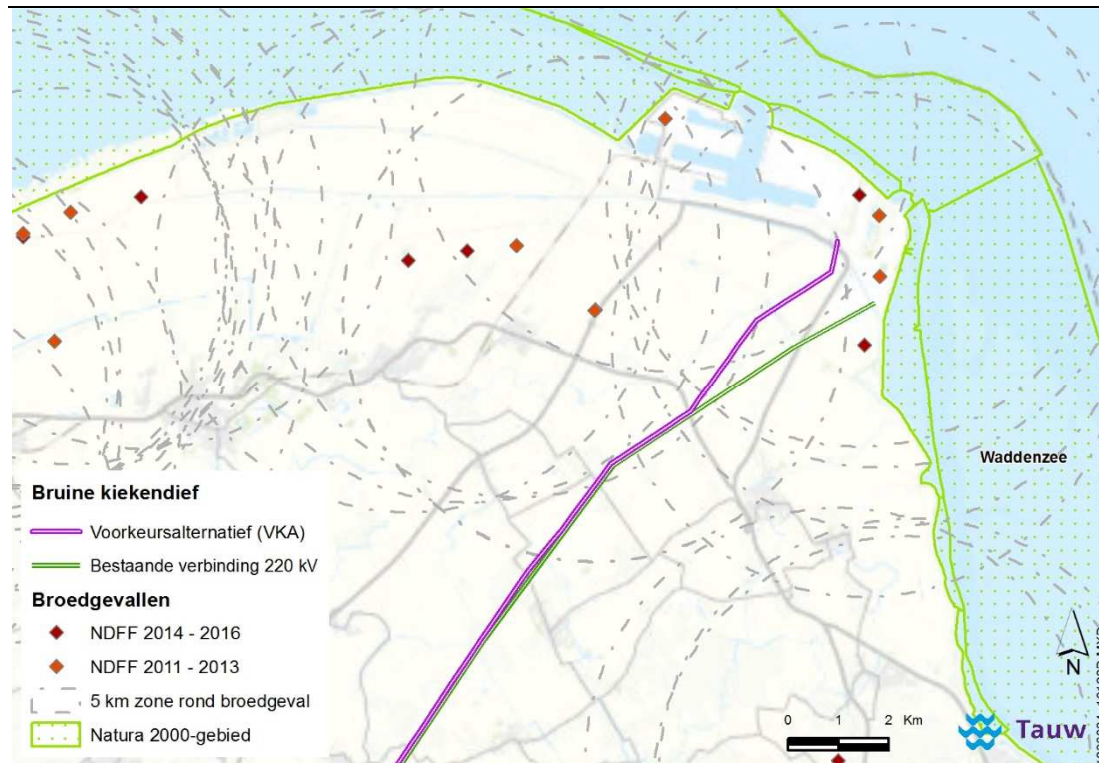 Waddenzee
Bruine kiekendief
Voorkeursalternatief (VKA)
Bestaande verbinding 220 kV
Broedgevallen
NDFF 2014 - 2016
NDFF 2011 - 2013
5 km zone rond broedgeval
Natura 2000-gebied
N
0 1 2 Km
Tauw